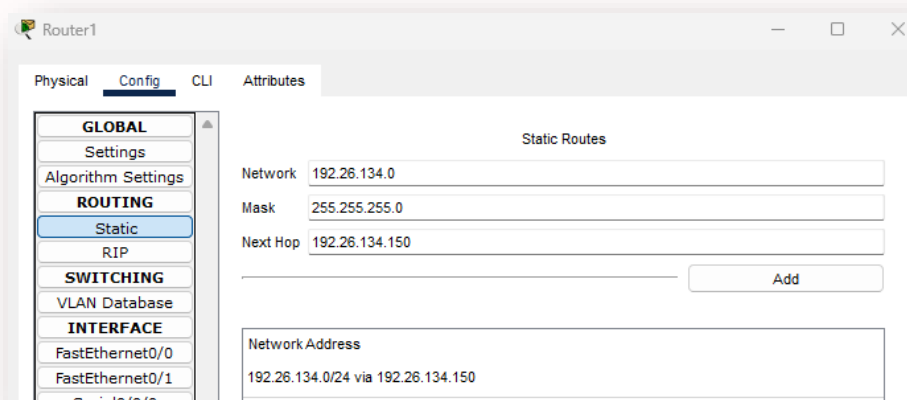 Router1
Physical Config CLI Attributes
GLOBAL
Settings
Algorithm Settings
ROUTING
Static
RIP
SWITCHING
VLAN Database
INTERFACE
FastEthernet0/0
FastEthernet0/1
Static Routes
Network 192.26.134.0
Mask 255.255.255.0
Next Hop 192.26.134.150
Add
Network Address
192.26.134.0/24 via 192.26.134.150